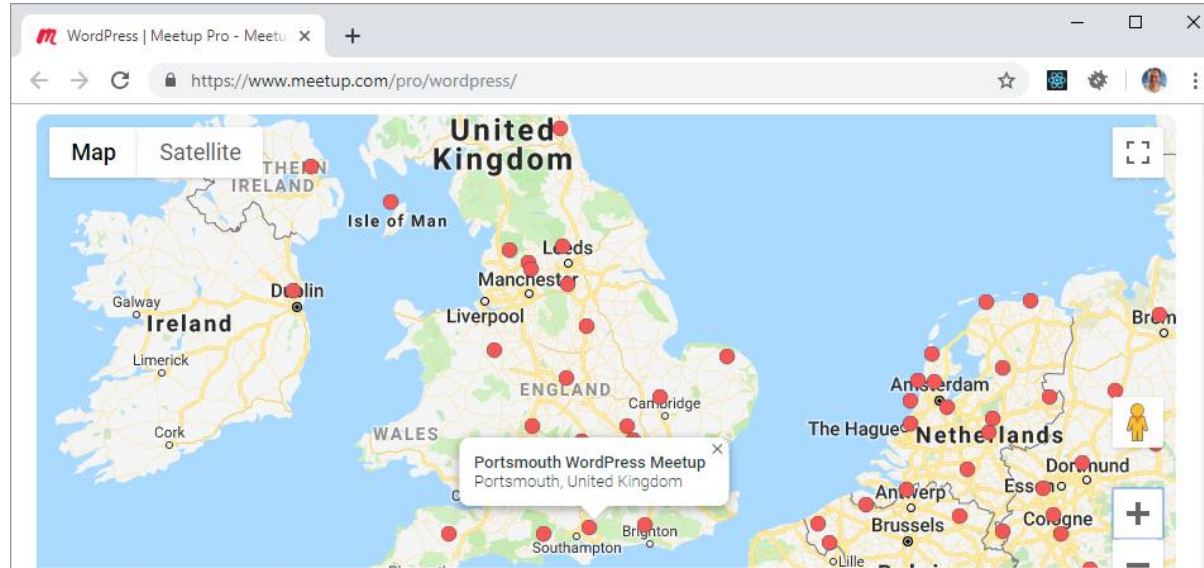 WordPress | Meetup Pro - Meetu
https://www.meetup.com/pro/wordpress/
Map Satellite
United
Kingdom
IRELAND
Isle of Man
Leeds
Manchester
Liverpool
Dublin
Galway
Ireland
Limerick
Cork
ENGLAND
Cambridge
WALES
Amsterdam
The Hague
Netherlands
Brem
Dortmund
Essen
Antwerp
Brussels
Cologne
Lille
Portsmouth WordPress Meetup
Portsmouth, United Kingdom
Southampton
Brighton